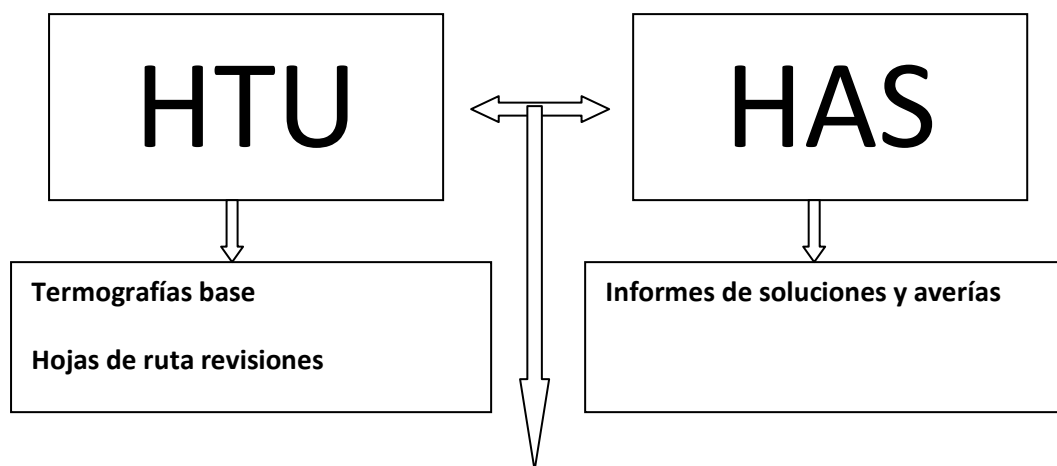 HTU
HAS
Termografías base
Hojas de ruta revisiones
Informes de soluciones y averías